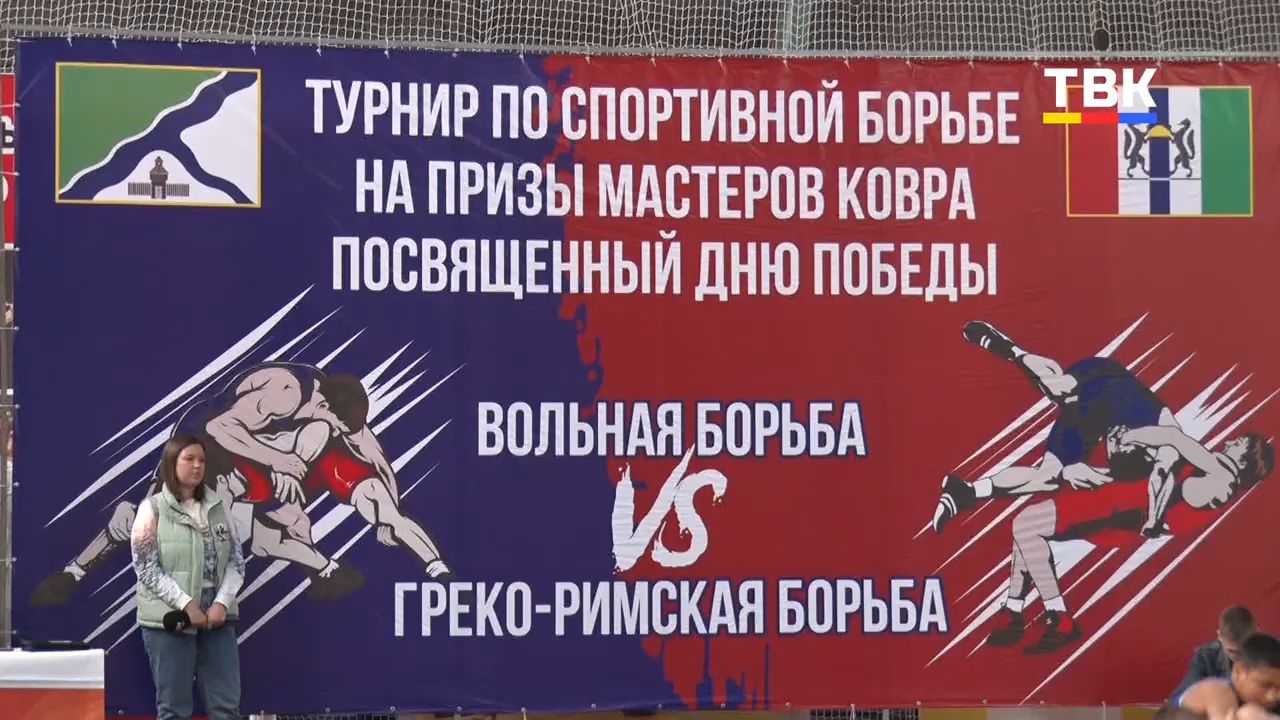 ТУРНИР ПО СПОРТИВНОЙ БОРЬБЕ
ТВК
НА ПРИЗЫ МАСТЕРОВ КОВРА
ПОСВЯЩЕННЫЙ ДНЮ ПОБЕДЫ
ВОЛЬНАЯ БОРЬБА
VS
ГРЕКО-РИМСКАЯ БОРЬБА